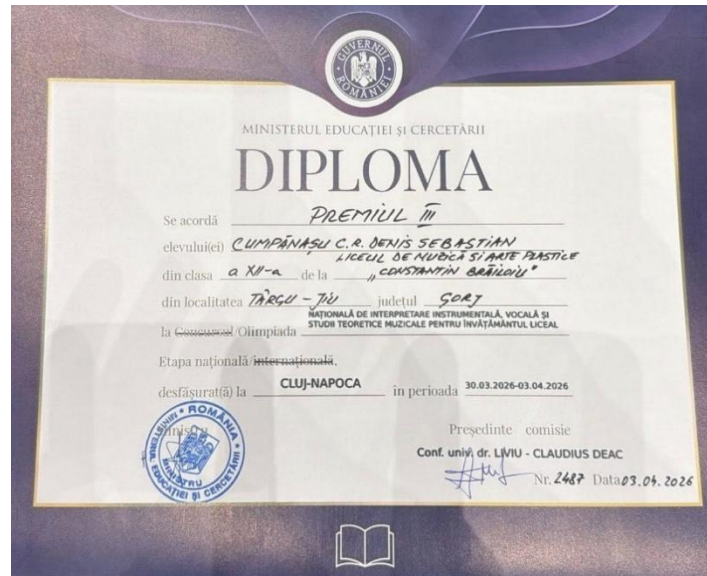 GUVERNUL ROMÂNIEI
MINISTERUL EDUCAȚIEI ȘI CERCETĂRII
DIPLOMA
Se acordă PREMIUL III
elevului(ei) CUMPĂNAȘU C.R. DENIS SEBASTIAN
LICEUL DE MUZICĂ ȘI ARTE PLASTICE
din clasa a XII-a de la „CONSTANTIN BRĂILOIU"
din localitatea TÂRGU-JIU județul GORJ
NAȚIONALĂ DE INTERPRETARE INSTRUMENTALĂ, VOCALĂ ȘI
STUDII TEORETICE MUZICALE PENTRU ÎNVĂȚĂMÂNTUL LICEAL
la Concursul/Olimpiada
Etapa națională/internațională,
desfășurat(ă) la CLUJ-NAPOCA în perioada 30.03.2026-03.04.2026
Ministru
ROMÂNIA
MINISTERUL EDUCAȚIEI ȘI CERCETĂRII
MINISTRU
Președinte comisie
Conf. univ. dr. LIVIU - CLAUDIUS DEAC
Nr. 2487 Data 03.04.2026